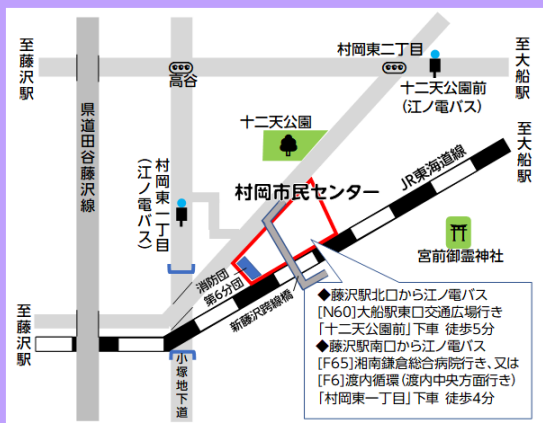 至藤沢駅
県道田谷藤沢線
高谷
村岡東二丁目
十二天公園前
(江ノ電バス)
至大船駅
至大船駅
十二天公園
村岡東一丁目
(江ノ電バス)
村岡市民センター
JR東海道線
宮前御霊神社
消防団
第6分団
新藤沢跨線橋
至藤沢駅
小塚地下道
◆藤沢駅北口から江ノ電バス
[N60]大船駅東口交通広場行き
「十二天公園前」下車 徒歩5分
◆藤沢駅南口から江ノ電バス
[F65]湘南鎌倉総合病院行き、又は
[F6]渡内循環(渡内中央方面行き)
「村岡東一丁目」下車 徒歩4分